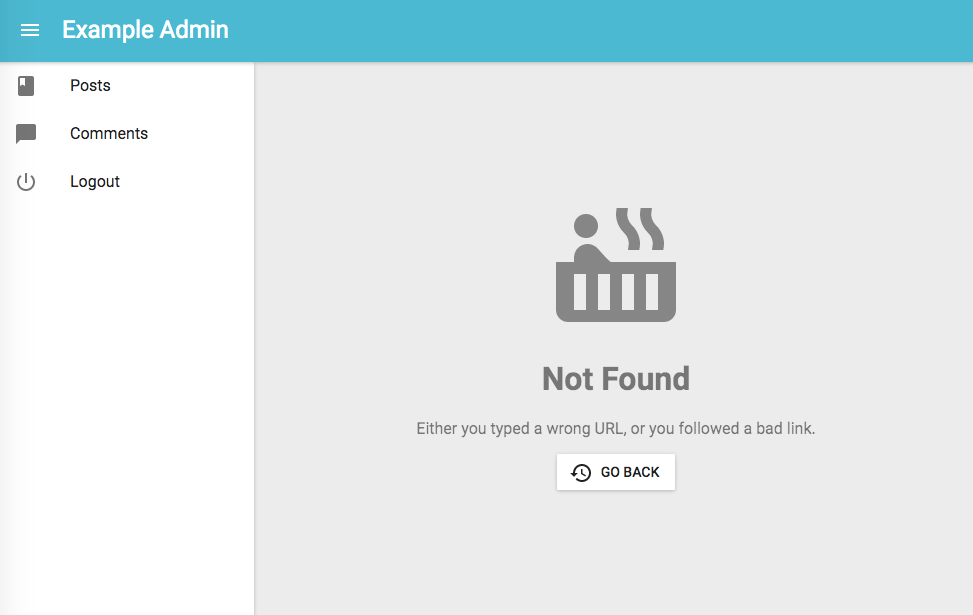 Example Admin
Posts
Comments
Logout
Not Found
Either you typed a wrong URL, or you followed a bad link.
GO BACK